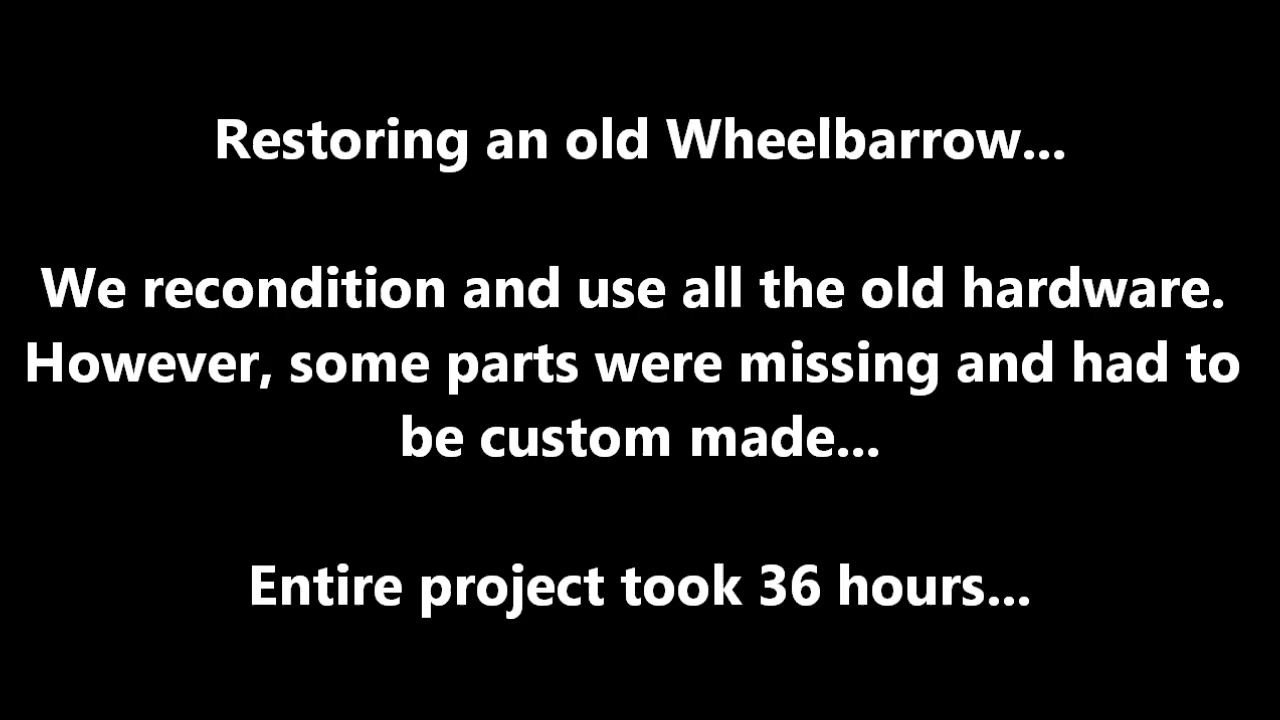 Restoring an old Wheelbarrow...
We recondition and use all the old hardware.
However, some parts were missing and had to
be custom made...
Entire project took 36 hours...